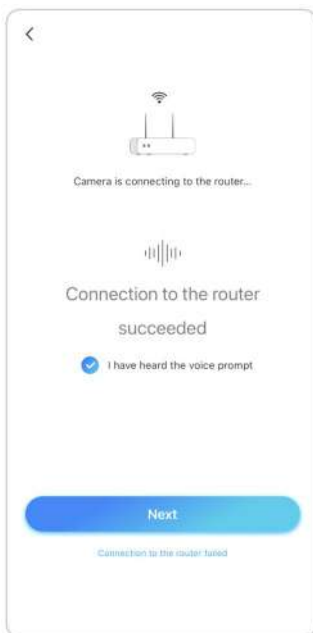 Camera is connecting to the router...
Connection to the router
succeeded
I have heard the voice prompt
Next
Connection to the router failed